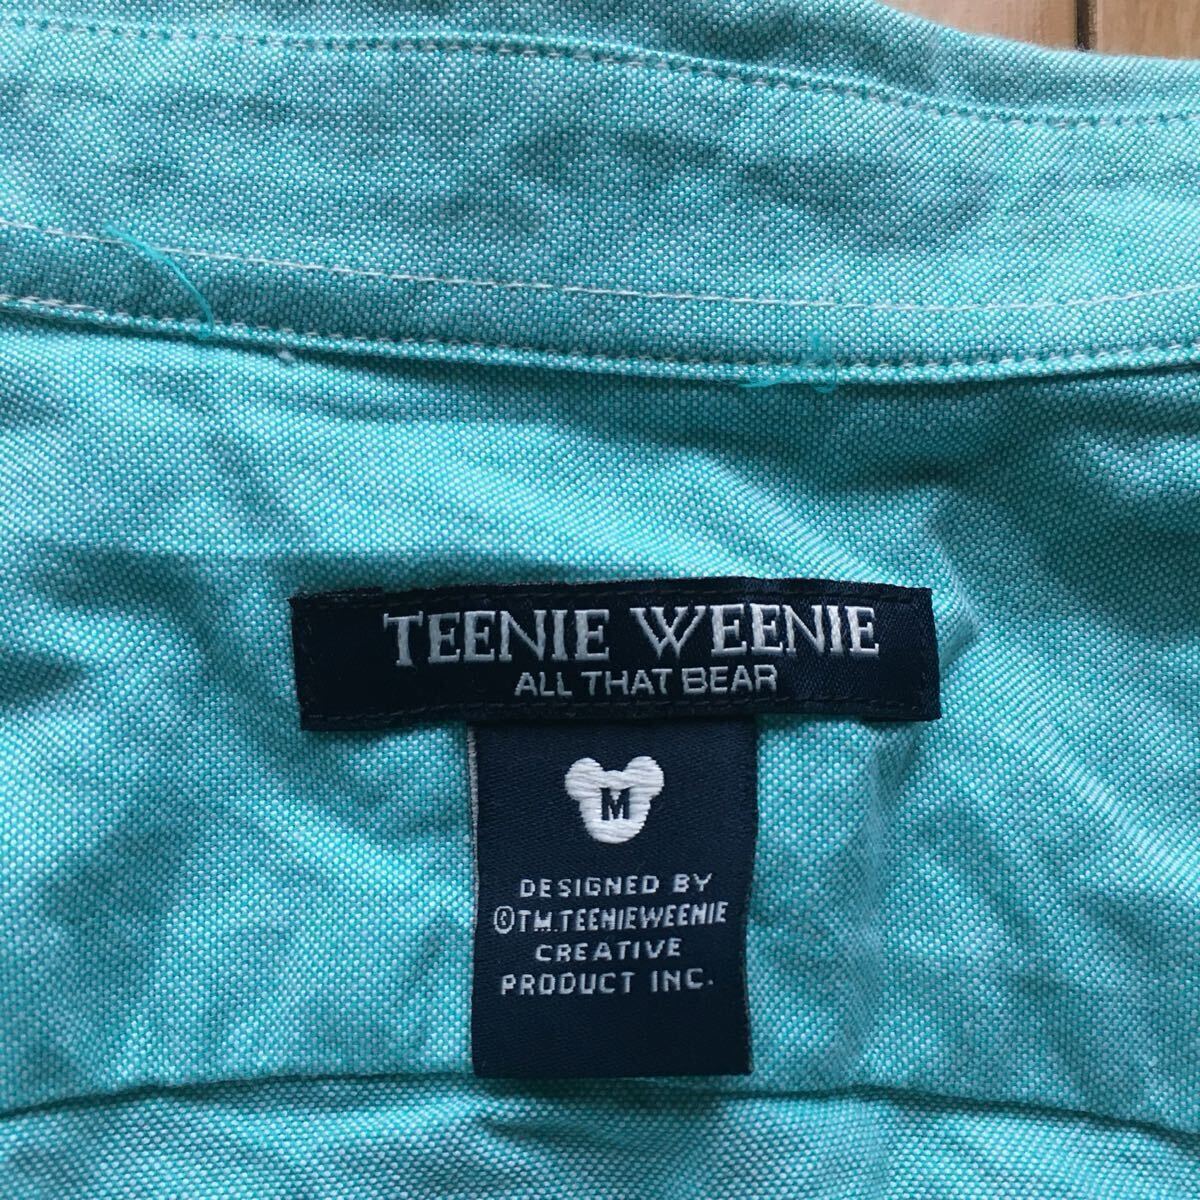 TEENIE WEENIE
ALL THAT BEAR
M
DESIGNED BY
©TM.TEENIEWEENIE
CREATIVE
PRODUCT INC.